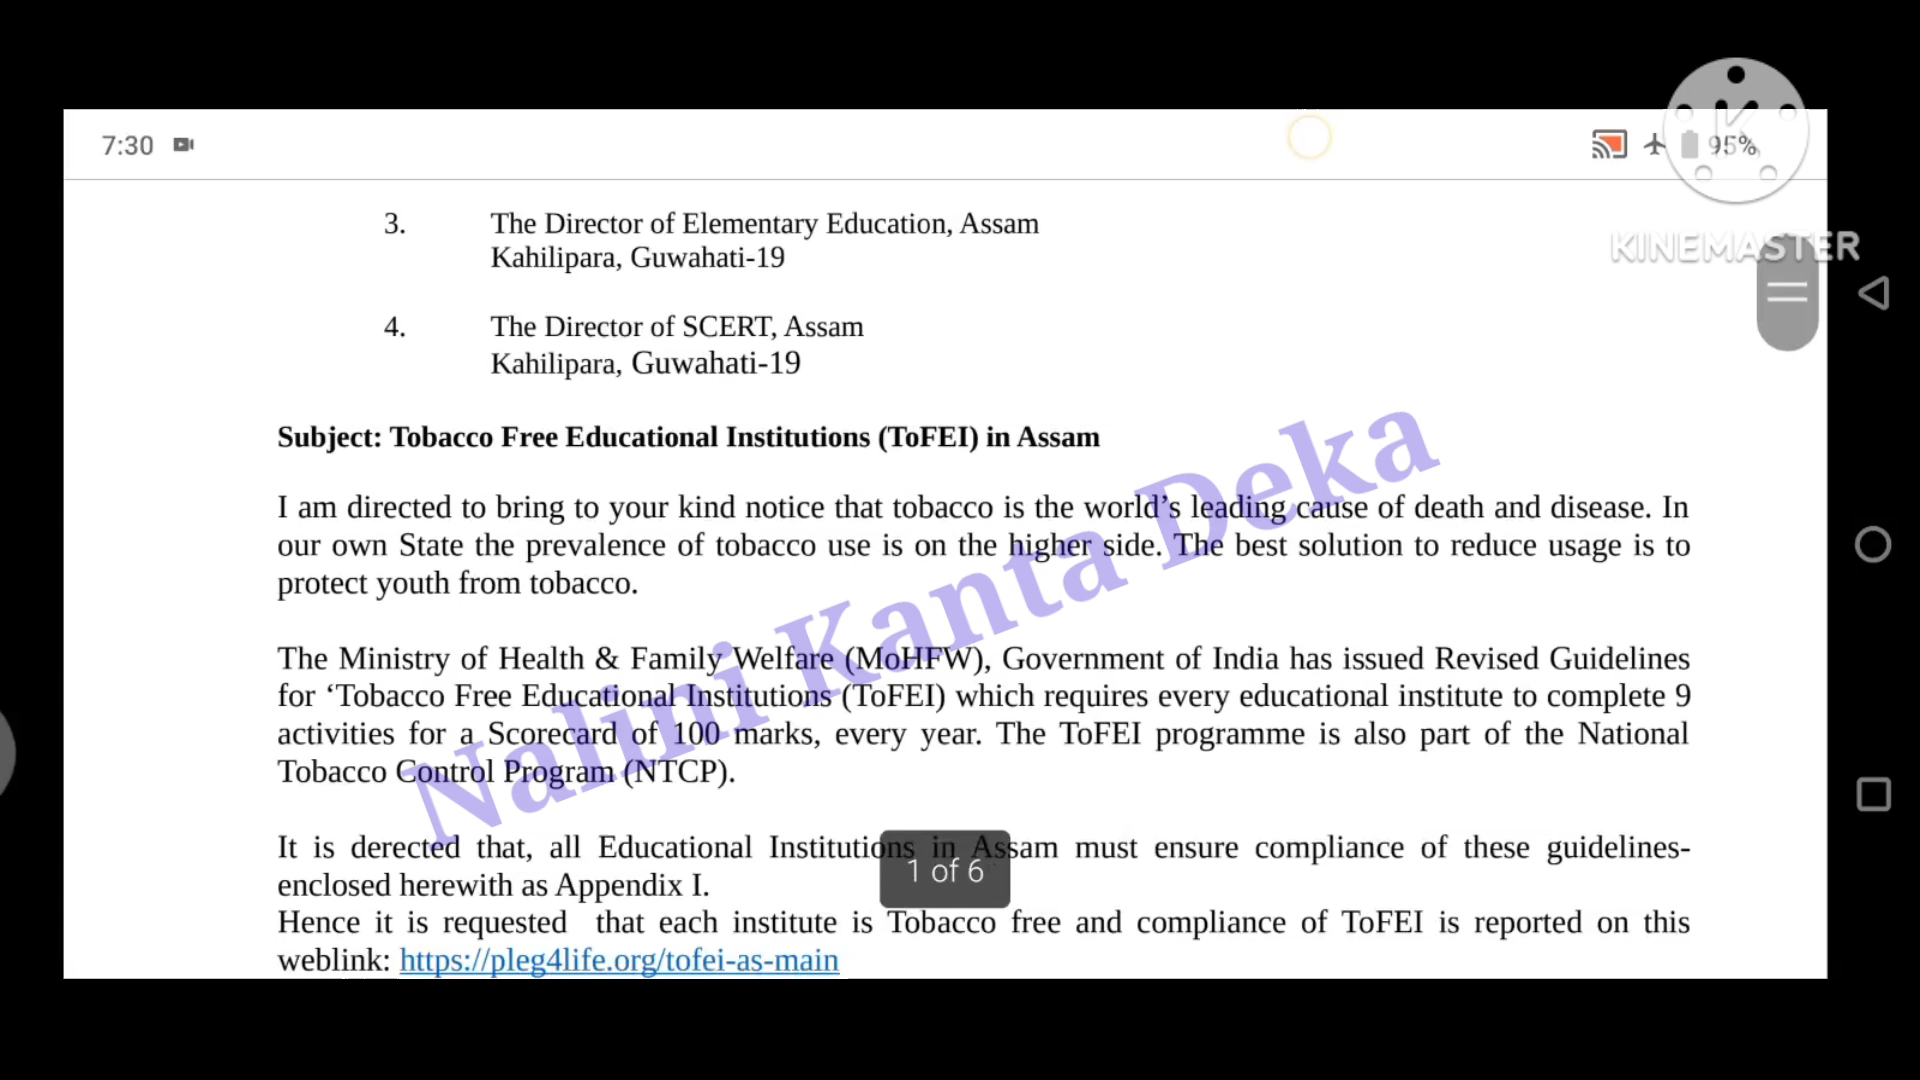 7:30
95%
KINEMASTER
3. The Director of Elementary Education, Assam
Kahilipara, Guwahati-19
4. The Director of SCERT, Assam
Kahilipara, Guwahati-19
Subject: Tobacco Free Educational Institutions (ToFEI) in Assam
I am directed to bring to your kind notice that tobacco is the world’s leading cause of death and disease. In
our own State the prevalence of tobacco use is on the higher side. The best solution to reduce usage is to
protect youth from tobacco.
The Ministry of Health & Family Welfare (MoHFW), Government of India has issued Revised Guidelines
for ‘Tobacco Free Educational Institutions (ToFEI) which requires every educational institute to complete 9
activities for a Scorecard of 100 marks, every year. The ToFEI programme is also part of the National
Tobacco Control Program (NTCP).
Nalini Kanta Deka
It is derected that, all Educational Institutions in Assam must ensure compliance of these guidelines-
1 of 6
enclosed herewith as Appendix I.
Hence it is requested that each institute is Tobacco free and compliance of ToFEI is reported on this
weblink: https://pleg4life.org/tofei-as-main